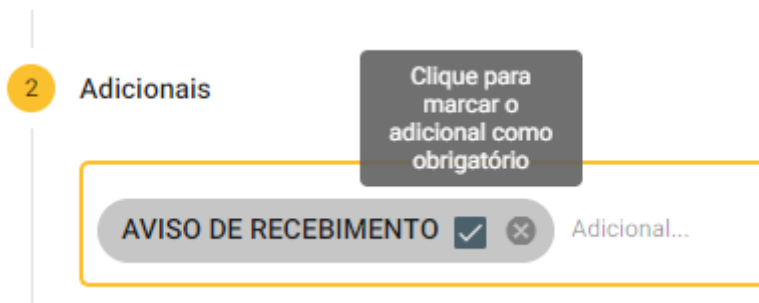 2
Adicionais
Clique para
marcar o
adicional como
obrigatório
AVISO DE RECEBIMENTO
Adicional...